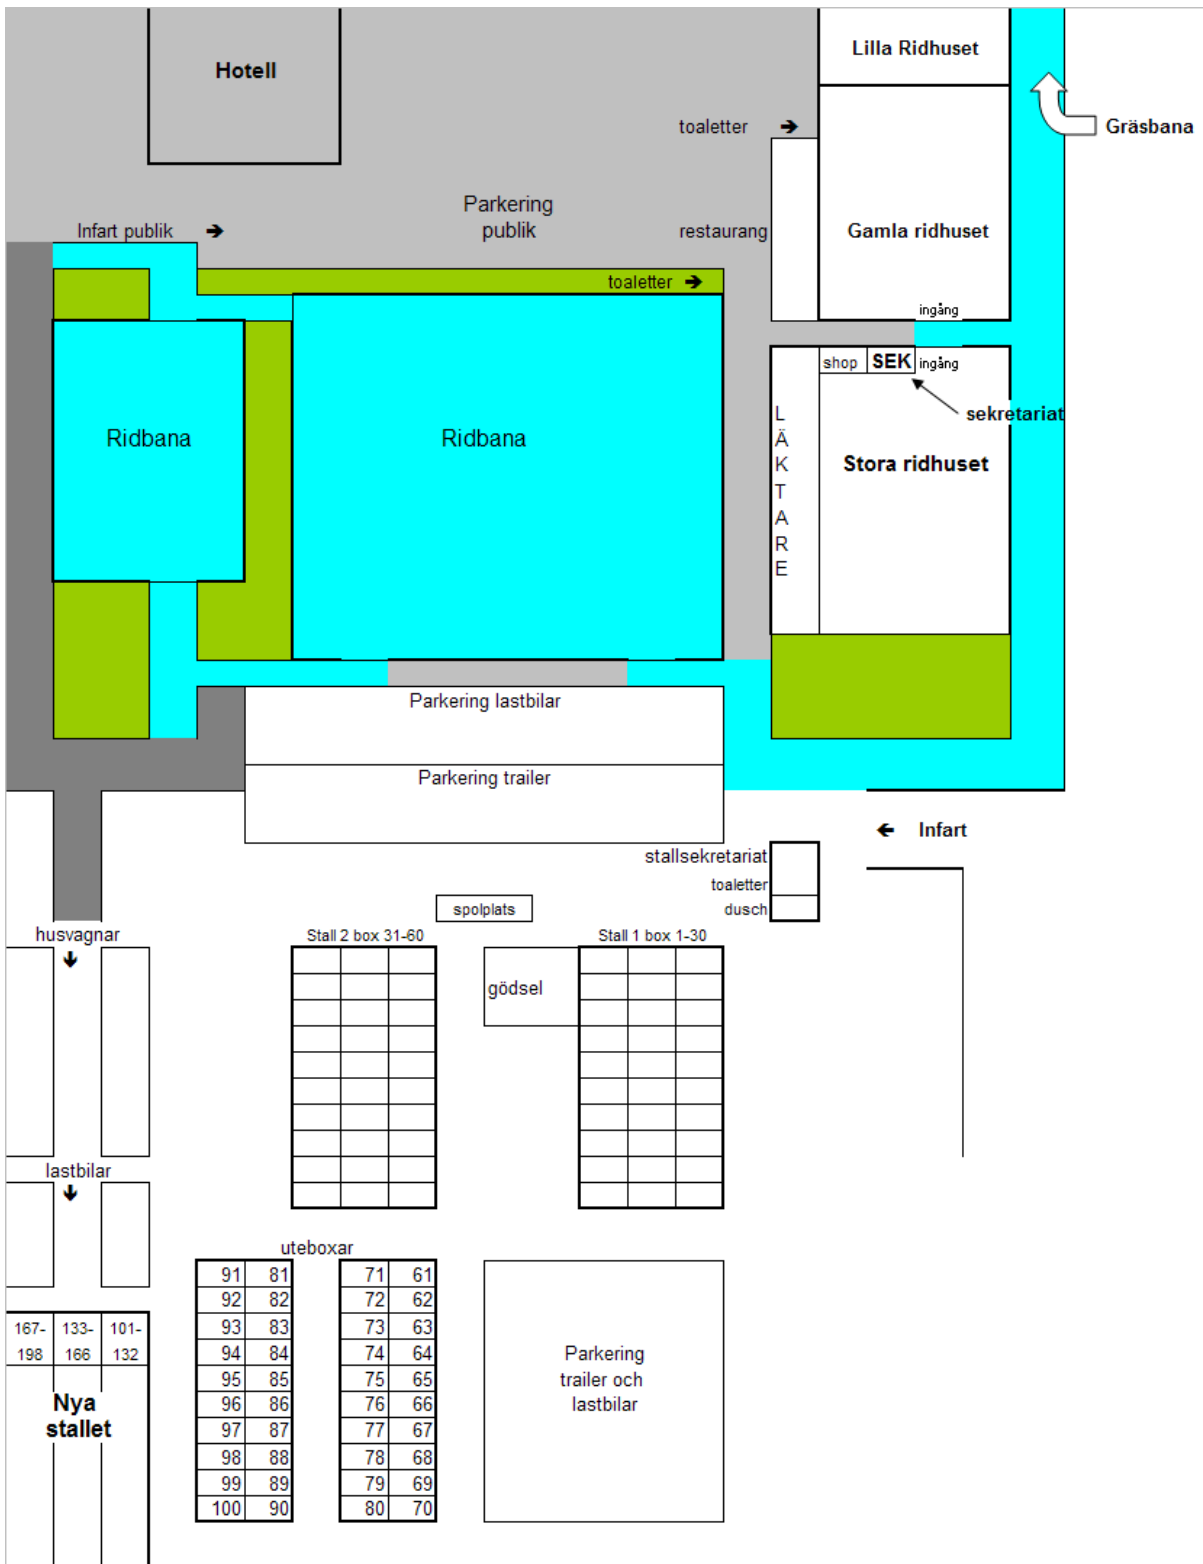 Lilla Ridhuset
Hotell
toaletter
Gräsbana
Parkering
publik
Infart publik
restaurang
Gamla ridhuset
toaletter
ingång
shop
SEK
ingång
sekretariat
L
Ä
K
T
A
R
E
Ridbana
Ridbana
Stora ridhuset
Parkering lastbilar
Parkering trailer
Infart
stallsekretariat
toaletter
dusch
spolplats
husvagnar
Stall 2 box 31-60
Stall 1 box 1-30
gödsel
lastbilar
uteboxar
91 81 71 61
92 82 72 62
93 83 73 63
94 84 74 64
95 85 75 65
96 86 76 66
97 87 77 67
98 88 78 68
99 89 79 69
100 90 80 70
167- 133- 101-
198 166 132
Nya
stallet
Parkering
trailer och
lastbilar